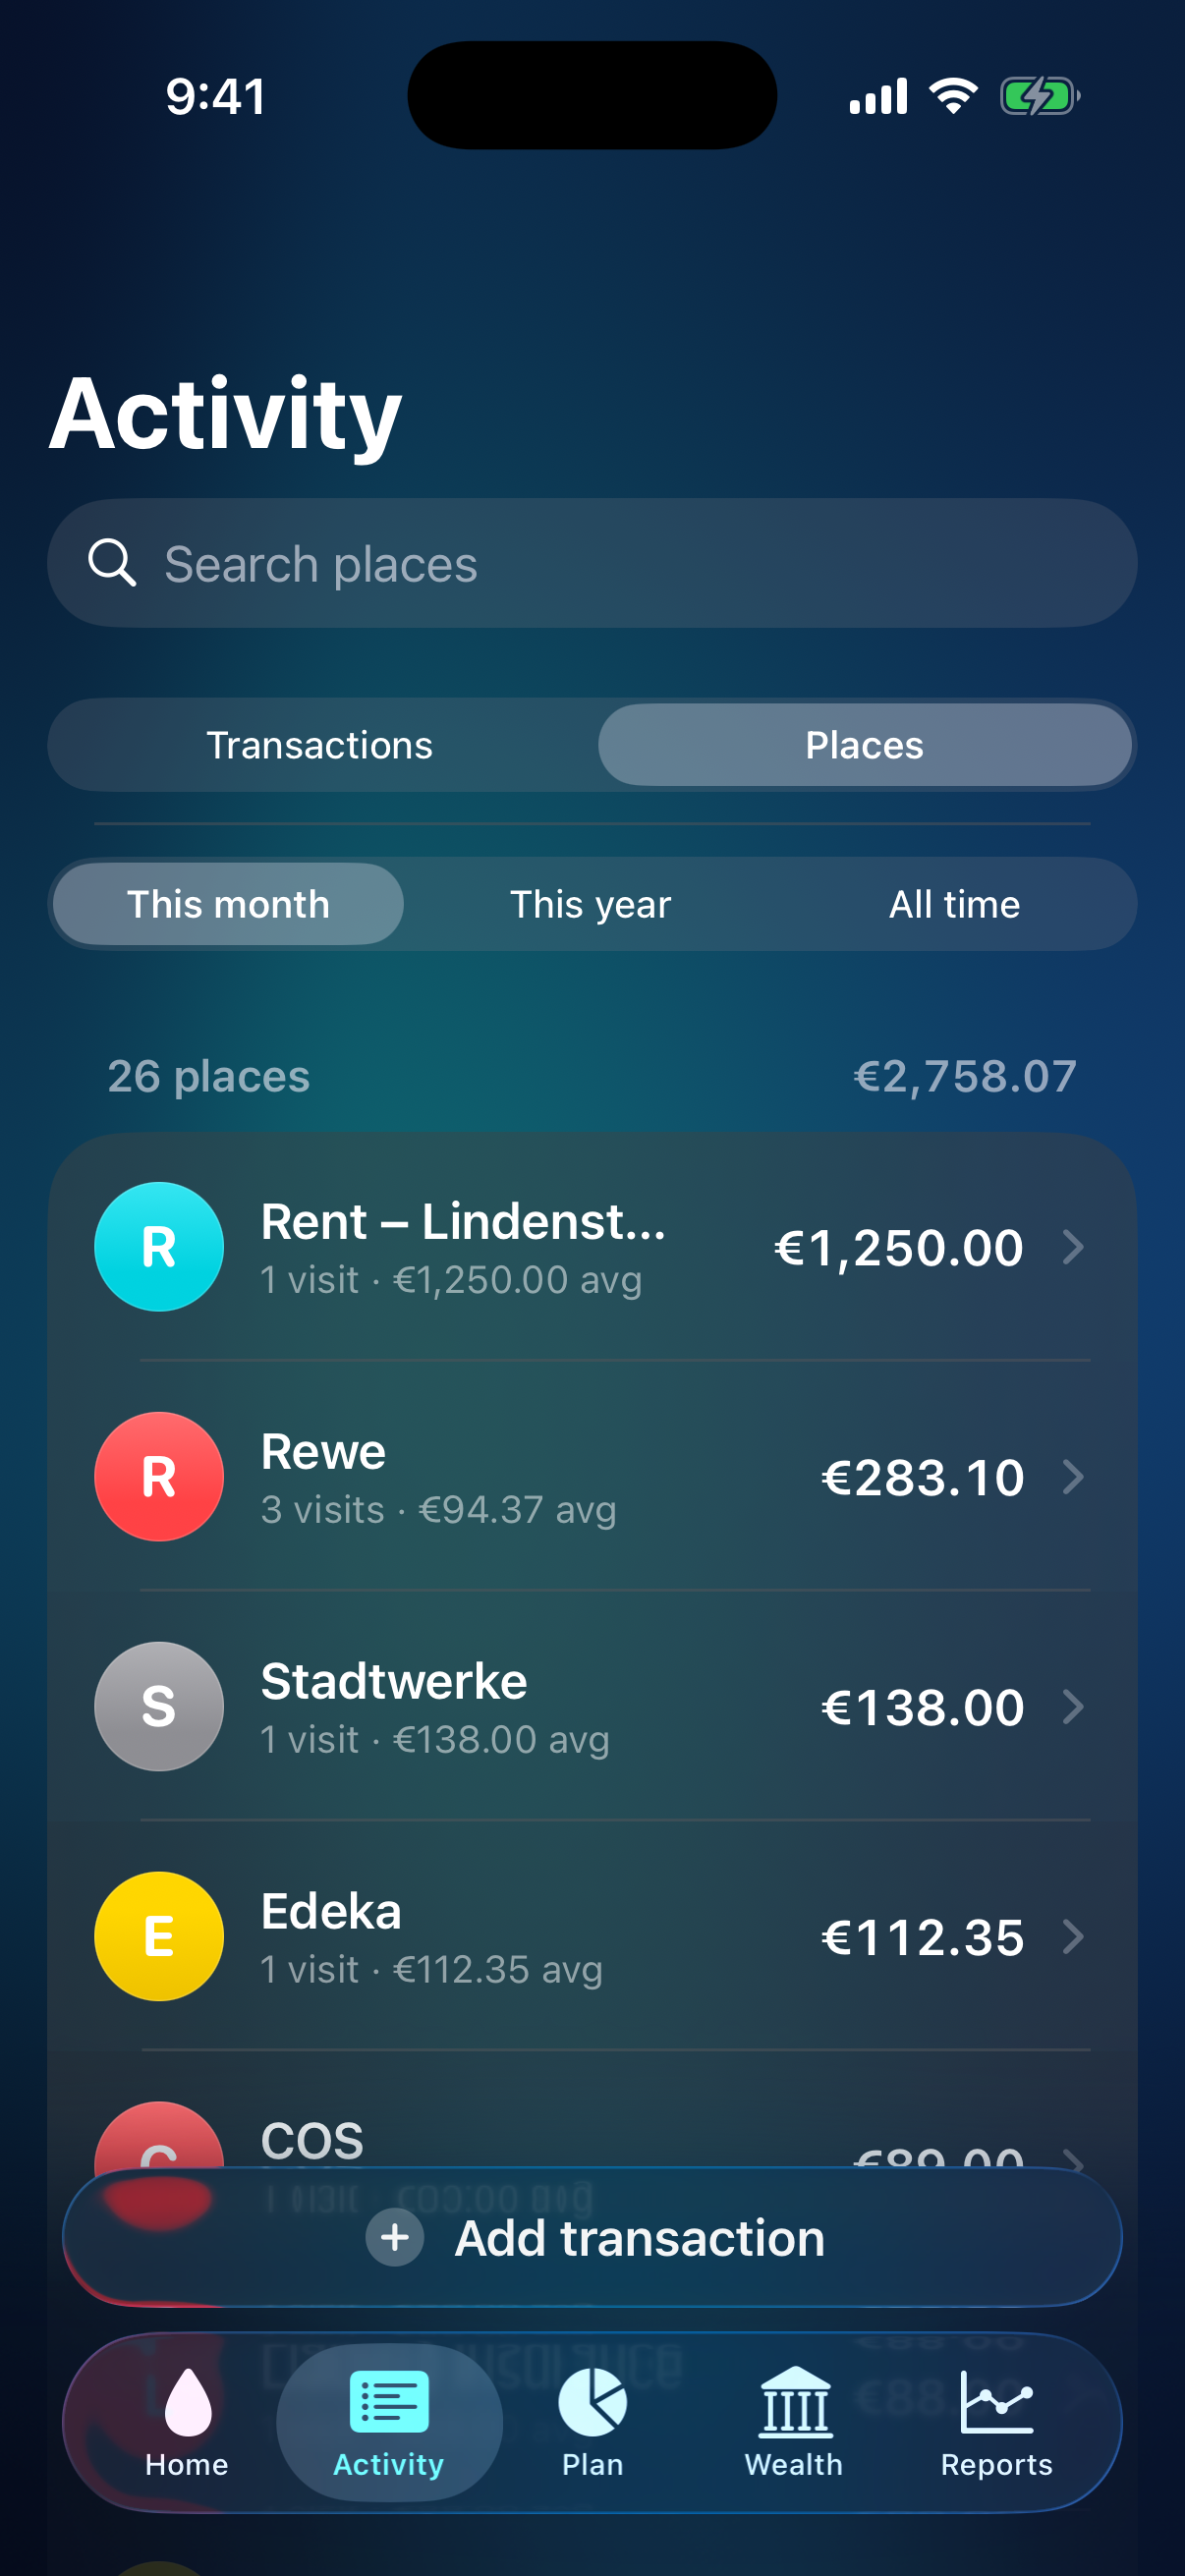 9:41
Activity
Search places
Transactions
Places
This month
This year
All time
26 places
€2,758.07
R
Rent – Lindenst...
1 visit · €1,250.00 avg
€1,250.00
R
Rewe
3 visits · €94.37 avg
€283.10
S
Stadtwerke
1 visit · €138.00 avg
€138.00
E
Edeka
1 visit · €112.35 avg
€112.35
C
COS
€89.00
Add transaction
Home
Activity
Plan
Wealth
Reports